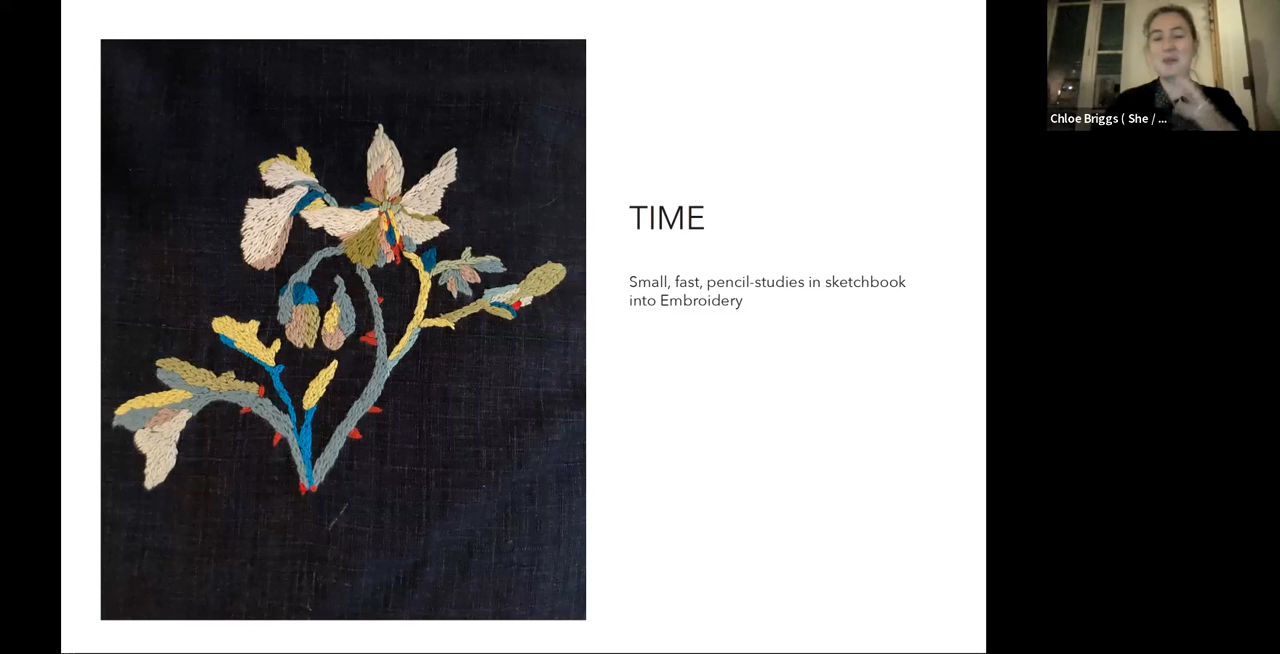 TIME
Small, fast, pencil-studies in sketchbook
into Embroidery
Chloe Briggs ( She / ...